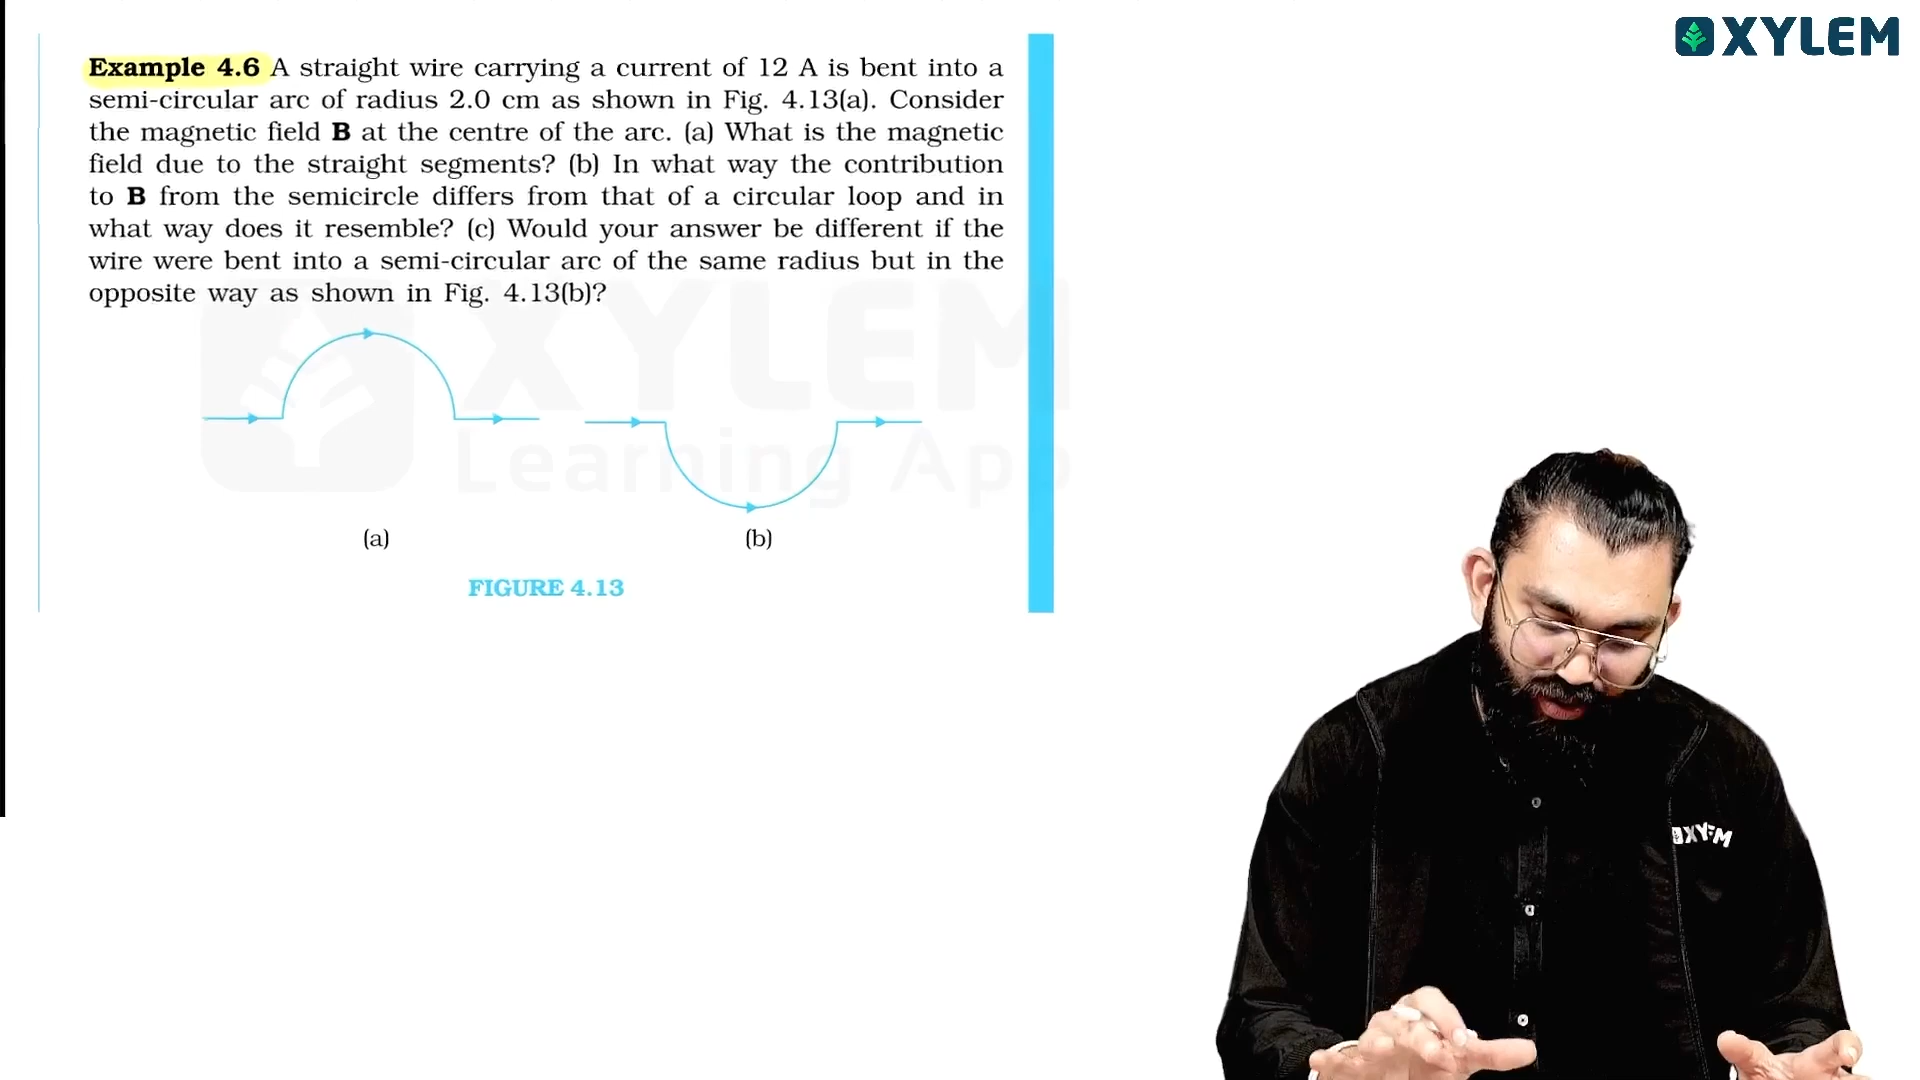 XYLEM
Example 4.6 A straight wire carrying a current of 12 A is bent into a
semi-circular arc of radius 2.0 cm as shown in Fig. 4.13(a). Consider
the magnetic field B at the centre of the arc. (a) What is the magnetic
field due to the straight segments? (b) In what way the contribution
to B from the semicircle differs from that of a circular loop and in
what way does it resemble? (c) Would your answer be different if the
wire were bent into a semi-circular arc of the same radius but in the
opposite way as shown in Fig. 4.13(b)?
XYLEM
Learning App
(a)
(b)
FIGURE 4.13